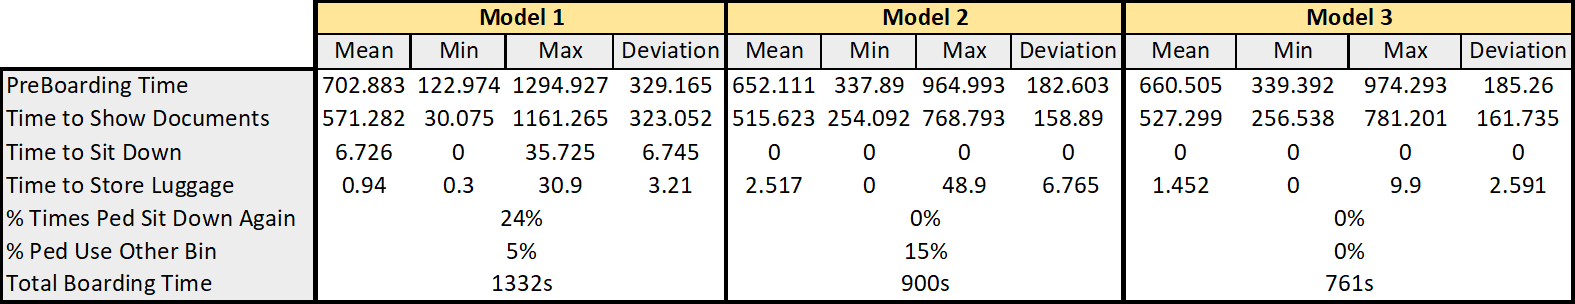 Model 1 Model 2 Model 3
Mean Min Max Deviation Mean Min Max Deviation Mean Min Max Deviation
PreBoarding Time 702.883 122.974 1294.927 329.165 652.111 337.89 964.993 182.603 660.505 339.392 974.293 185.26
Time to Show Documents 571.282 30.075 1161.265 323.052 515.623 254.092 768.793 158.89 527.299 256.538 781.201 161.735
Time to Sit Down 6.726 0 35.725 6.745 0 0 0 0 0 0 0 0
Time to Store Luggage 0.94 0.3 30.9 3.21 2.517 0 48.9 6.765 1.452 0 9.9 2.591
% Times Ped Sit Down Again 24% 0% 0%
% Ped Use Other Bin 5% 15% 0%
Total Boarding Time 1332s 900s 761s